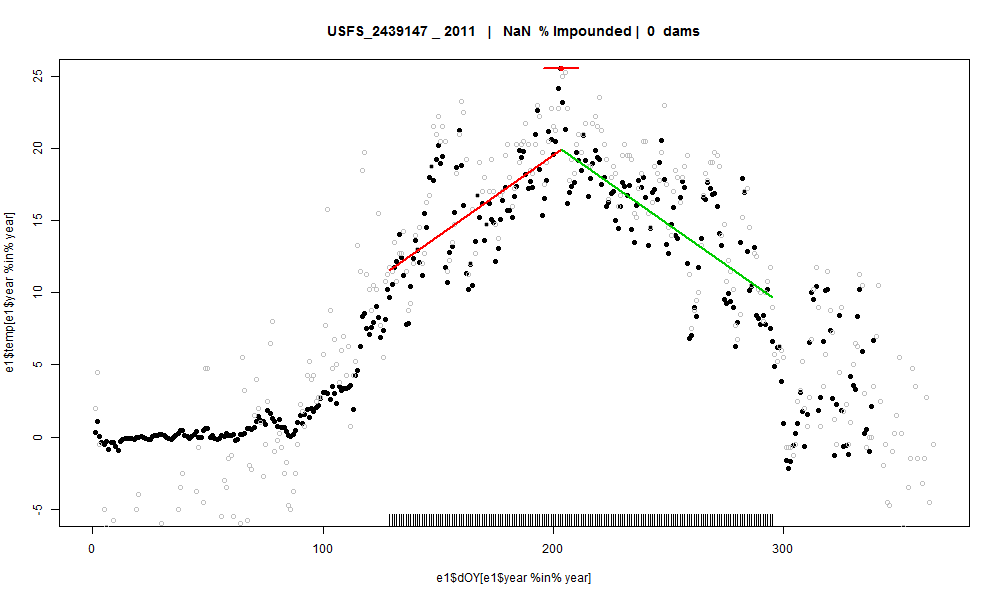 USFS_2439147 _ 2011 | NaN % Impounded | 0 dams
e1$temp[e1$year %in% year]
25
20
15
10
5
0
-5
0 100 200 300
e1$dOY[e1$year %in% year]